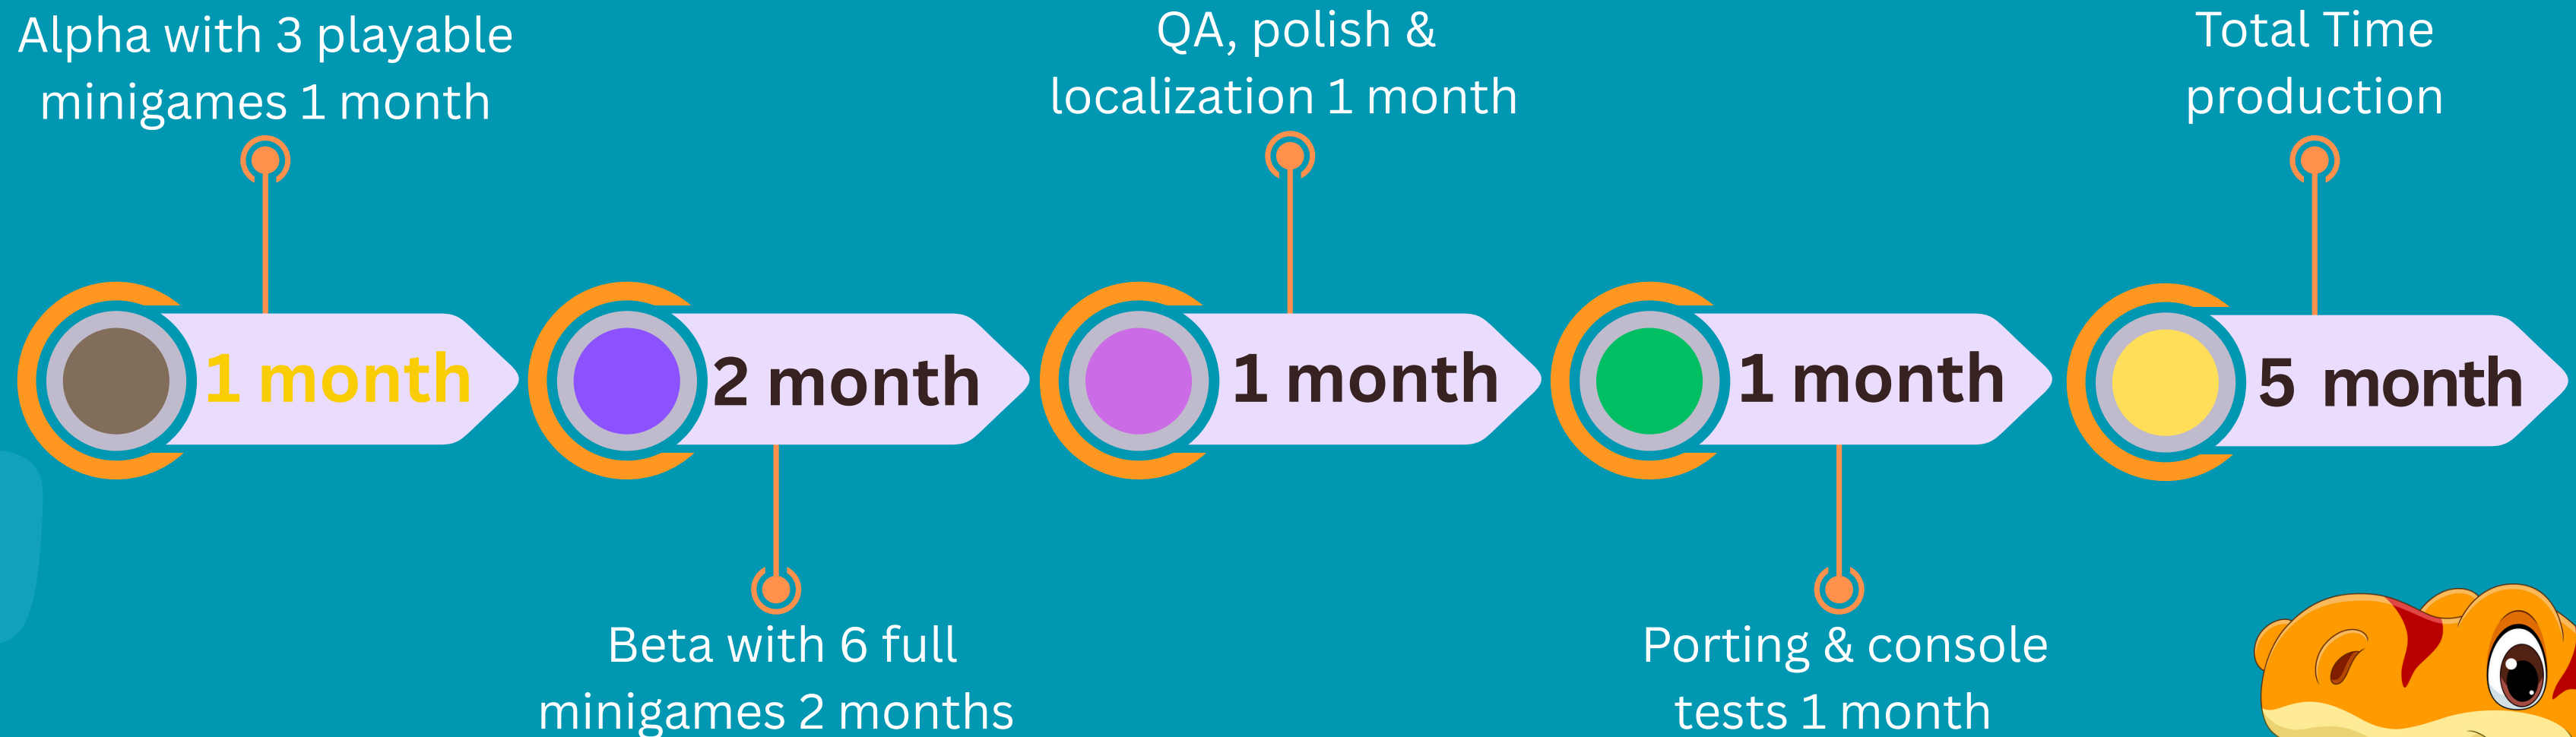 Alpha with 3 playable
minigames 1 month
QA, polish &
localization 1 month
Total Time
production
1 month
2 month
1 month
1 month
5 month
Beta with 6 full
minigames 2 months
Porting & console
tests 1 month